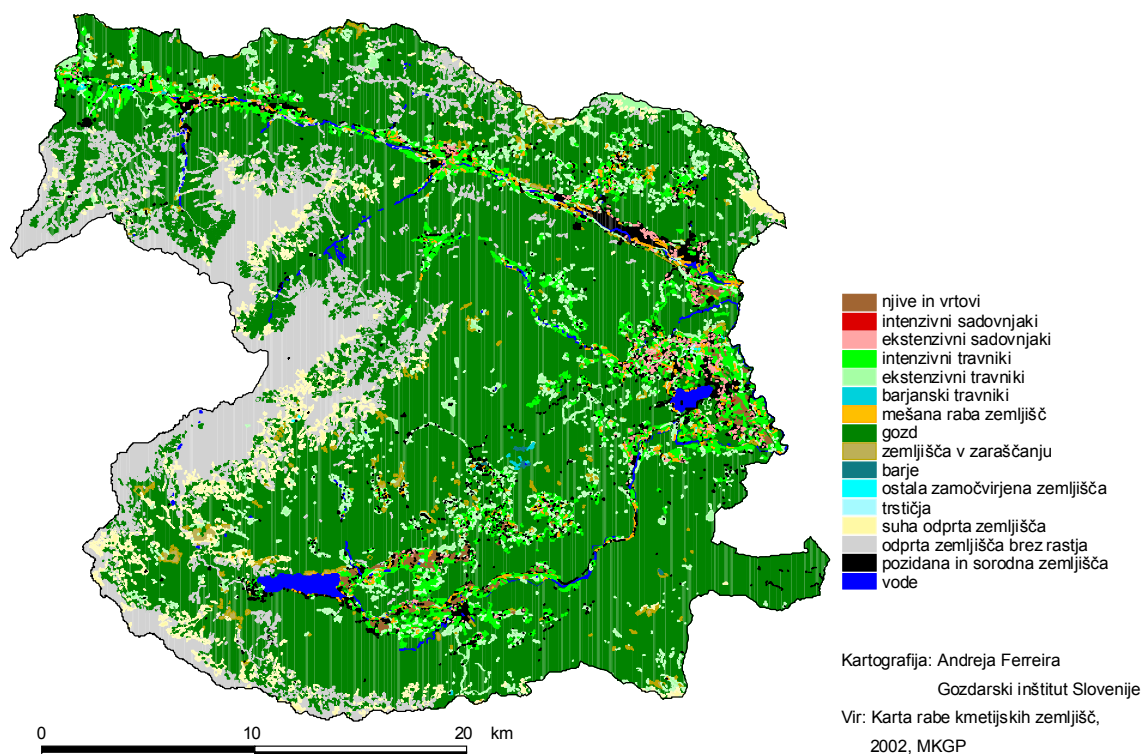 njive in vrtovi
intenzivni sadovnjaki
ekstenzivni sadovnjaki
intenzivni travniki
ekstenzivni travniki
barjanski travniki
mešana raba zemljišč
gozd
zemljišča v zaraščanju
barje
ostala zamočvirjena zemljišča
trstičja
suha odprta zemljišča
odprta zemljišča brez rastja
pozidana in sorodna zemljišča
vode
Kartografija: Andreja Ferreira
Gozdarski inštitut Slovenije
Vir: Karta rabe kmetijskih zemljišč,
2002, MKGP
0 10 20 km